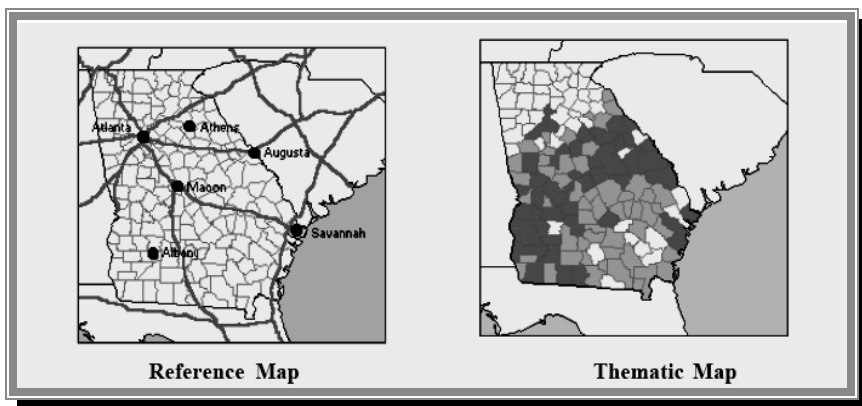 Atlanta
Athens
Augusta
Macon
Savannah
Albany
Reference Map
Thematic Map